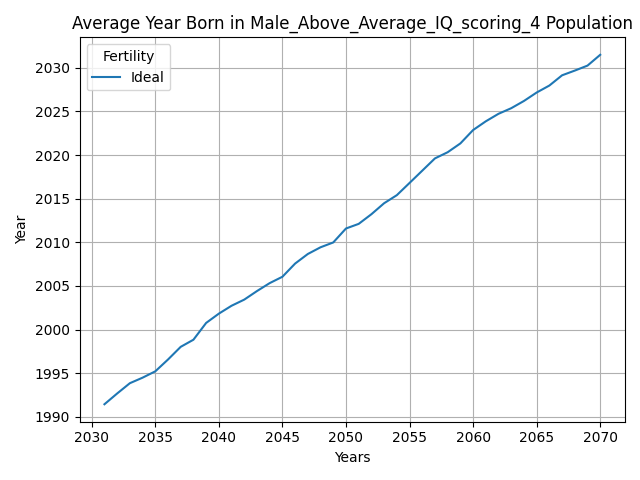 Average Year Born in Male_Above_Average_IQ_scoring_4 Population
Fertility
Ideal
2030
2025
2020
2015
2010
2005
2000
1995
1990
Year
2030 2035 2040 2045 2050 2055 2060 2065 2070
Years